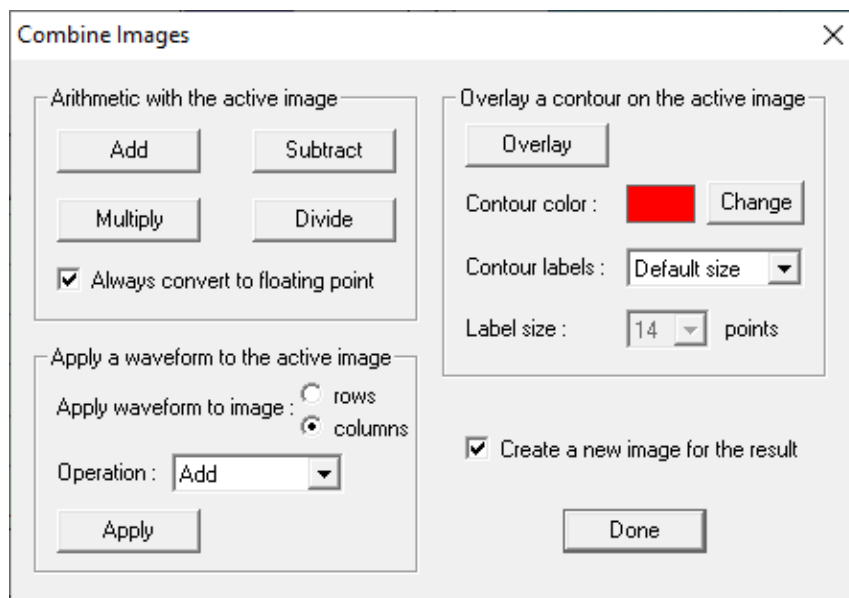 Combine Images
Arithmetic with the active image
Add
Subtract
Multiply
Divide
Always convert to floating point
Apply a waveform to the active image
Apply waveform to image :
rows
columns
Operation :
Add
Apply
Overlay a contour on the active image
Overlay
Contour color :
Change
Contour labels :
Default size
Label size :
14
points
Create a new image for the result
Done